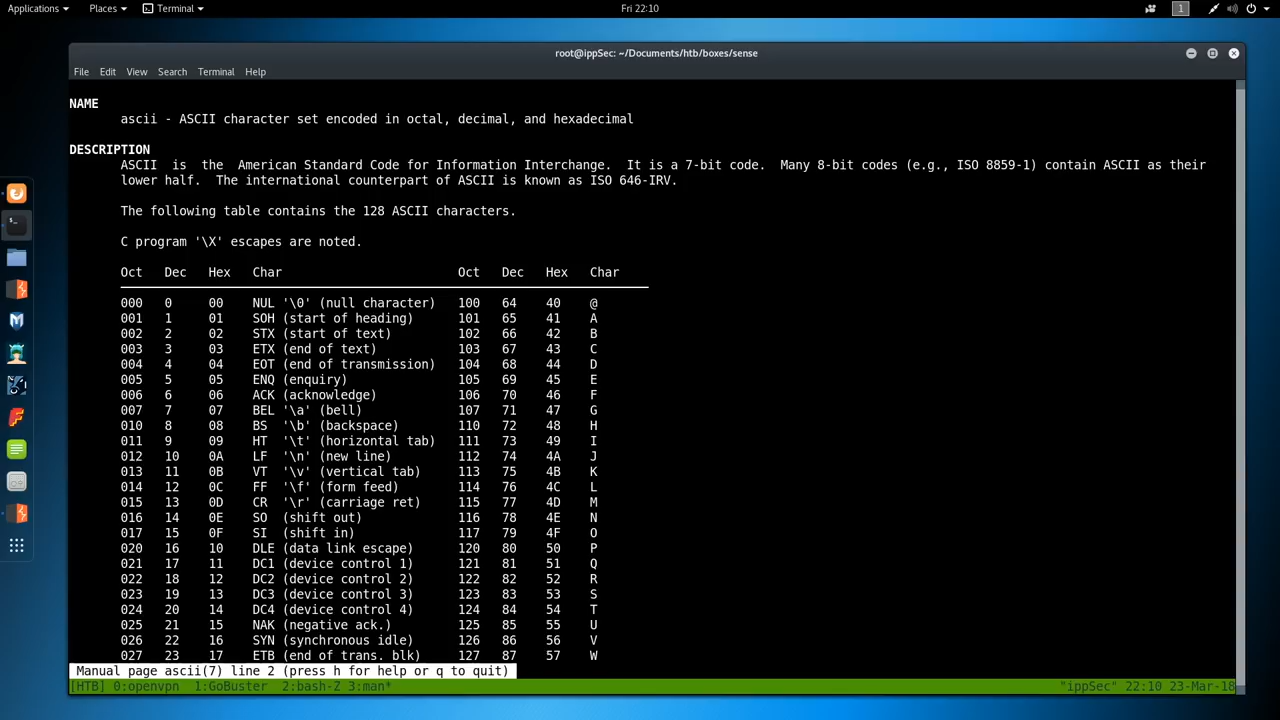 Applications Places Terminal Fri 22:10 1
root@ippSec: ~/Documents/htb/boxes/sense
File Edit View Search Terminal Help
NAME
ascii - ASCII character set encoded in octal, decimal, and hexadecimal
DESCRIPTION
ASCII is the American Standard Code for Information Interchange. It is a 7-bit code. Many 8-bit codes (e.g., ISO 8859-1) contain ASCII as their
lower half. The international counterpart of ASCII is known as ISO 646-IRV.
The following table contains the 128 ASCII characters.
C program '\X' escapes are noted.
Oct Dec Hex Char Oct Dec Hex Char
000 0 00 NUL '\0' (null character) 100 64 40 @
001 1 01 SOH (start of heading) 101 65 41 A
002 2 02 STX (start of text) 102 66 42 B
003 3 03 ETX (end of text) 103 67 43 C
004 4 04 EOT (end of transmission) 104 68 44 D
005 5 05 ENQ (enquiry) 105 69 45 E
006 6 06 ACK (acknowledge) 106 70 46 F
007 7 07 BEL '\a' (bell) 107 71 47 G
010 8 08 BS '\b' (backspace) 110 72 48 H
011 9 09 HT '\t' (horizontal tab) 111 73 49 I
012 10 0A LF '\n' (new line) 112 74 4A J
013 11 0B VT '\v' (vertical tab) 113 75 4B K
014 12 0C FF '\f' (form feed) 114 76 4C L
015 13 0D CR '\r' (carriage ret) 115 77 4D M
016 14 0E SO (shift out) 116 78 4E N
017 15 0F SI (shift in) 117 79 4F O
020 16 10 DLE (data link escape) 120 80 50 P
021 17 11 DC1 (device control 1) 121 81 51 Q
022 18 12 DC2 (device control 2) 122 82 52 R
023 19 13 DC3 (device control 3) 123 83 53 S
024 20 14 DC4 (device control 4) 124 84 54 T
025 21 15 NAK (negative ack.) 125 85 55 U
026 22 16 SYN (synchronous idle) 126 86 56 V
027 23 17 ETB (end of trans. blk) 127 87 57 W
Manual page ascii(7) line 2 (press h for help or q to quit)
[HTB] 0:openvpn 1:GoBuster 2:bash-Z 3:man* "ippSec" 22:10 23-Mar-18